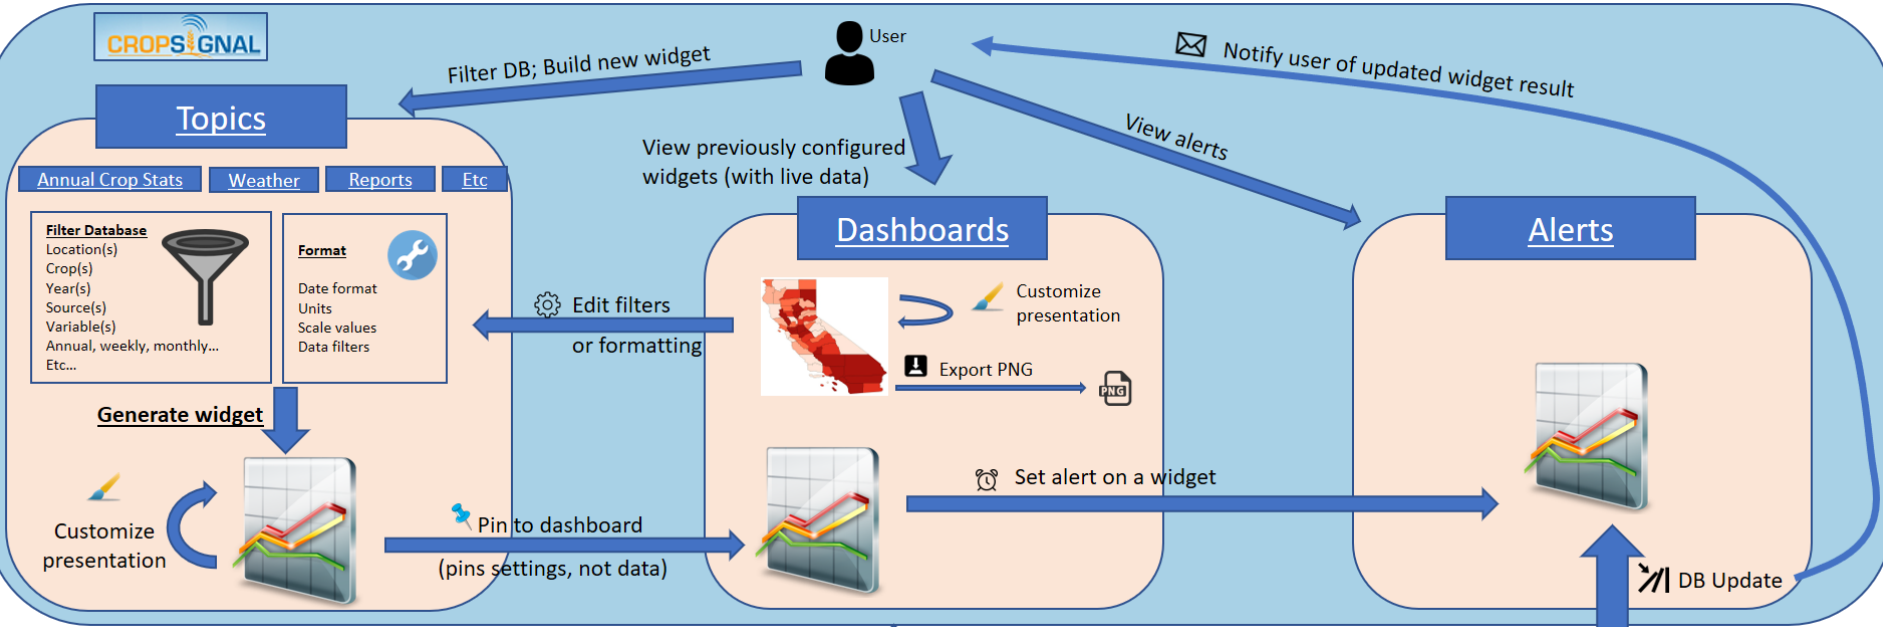 CROPSIGNAL
User
Notify user of updated widget result
Filter DB; Build new widget
View alerts
View previously configured
widgets (with live data)
Topics
Annual Crop Stats
Weather
Reports
Etc
Filter Database
Location(s)
Crop(s)
Year(s)
Source(s)
Variable(s)
Annual, weekly, monthly...
Etc...
Format
Date format
Units
Scale values
Data filters
Generate widget
Customize
presentation
Pin to dashboard
(pins settings, not data)
Edit filters
or formatting
Dashboards
Customize
presentation
Export PNG
PNG
Set alert on a widget
Alerts
DB Update